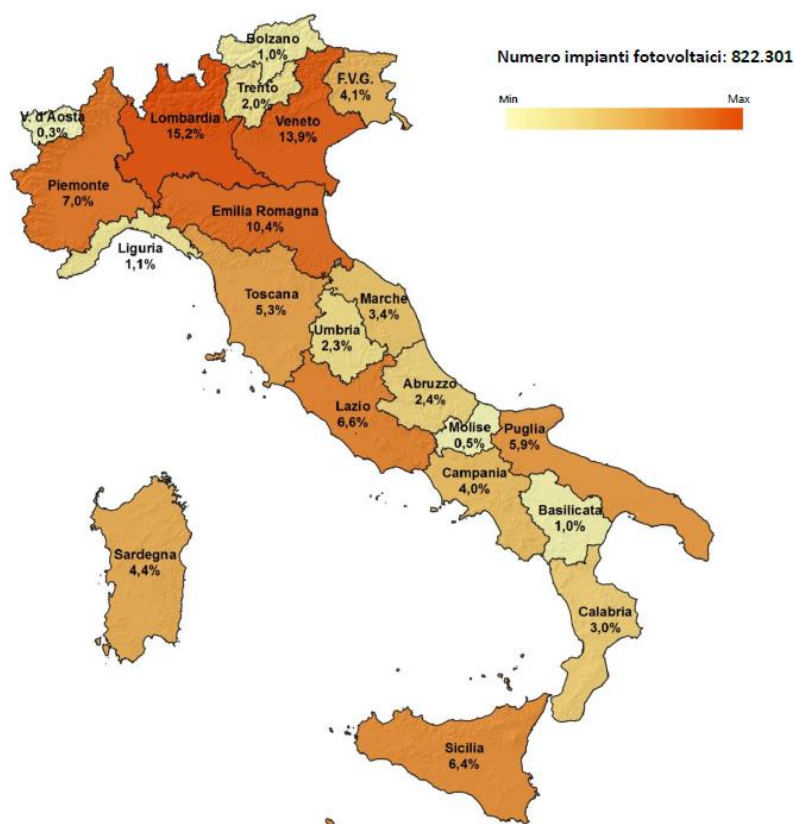 Bolzano
1,0%
Numero impianti fotovoltaici: 822.301
F.V.G.
4,1%
Trento
2,0%
Min
Max
V. d'Aosta
0,3%
Lombardia
15,2%
Veneto
13,9%
Piemonte
7,0%
Emilia Romagna
10,4%
Liguria
1,1%
Toscana
5,3%
Marche
3,4%
Umbria
2,3%
Abruzzo
2,4%
Lazio
6,6%
Molise
0,5%
Puglia
5,9%
Campania
4,0%
Basilicata
1,0%
Sardegna
4,4%
Calabria
3,0%
Sicilia
6,4%